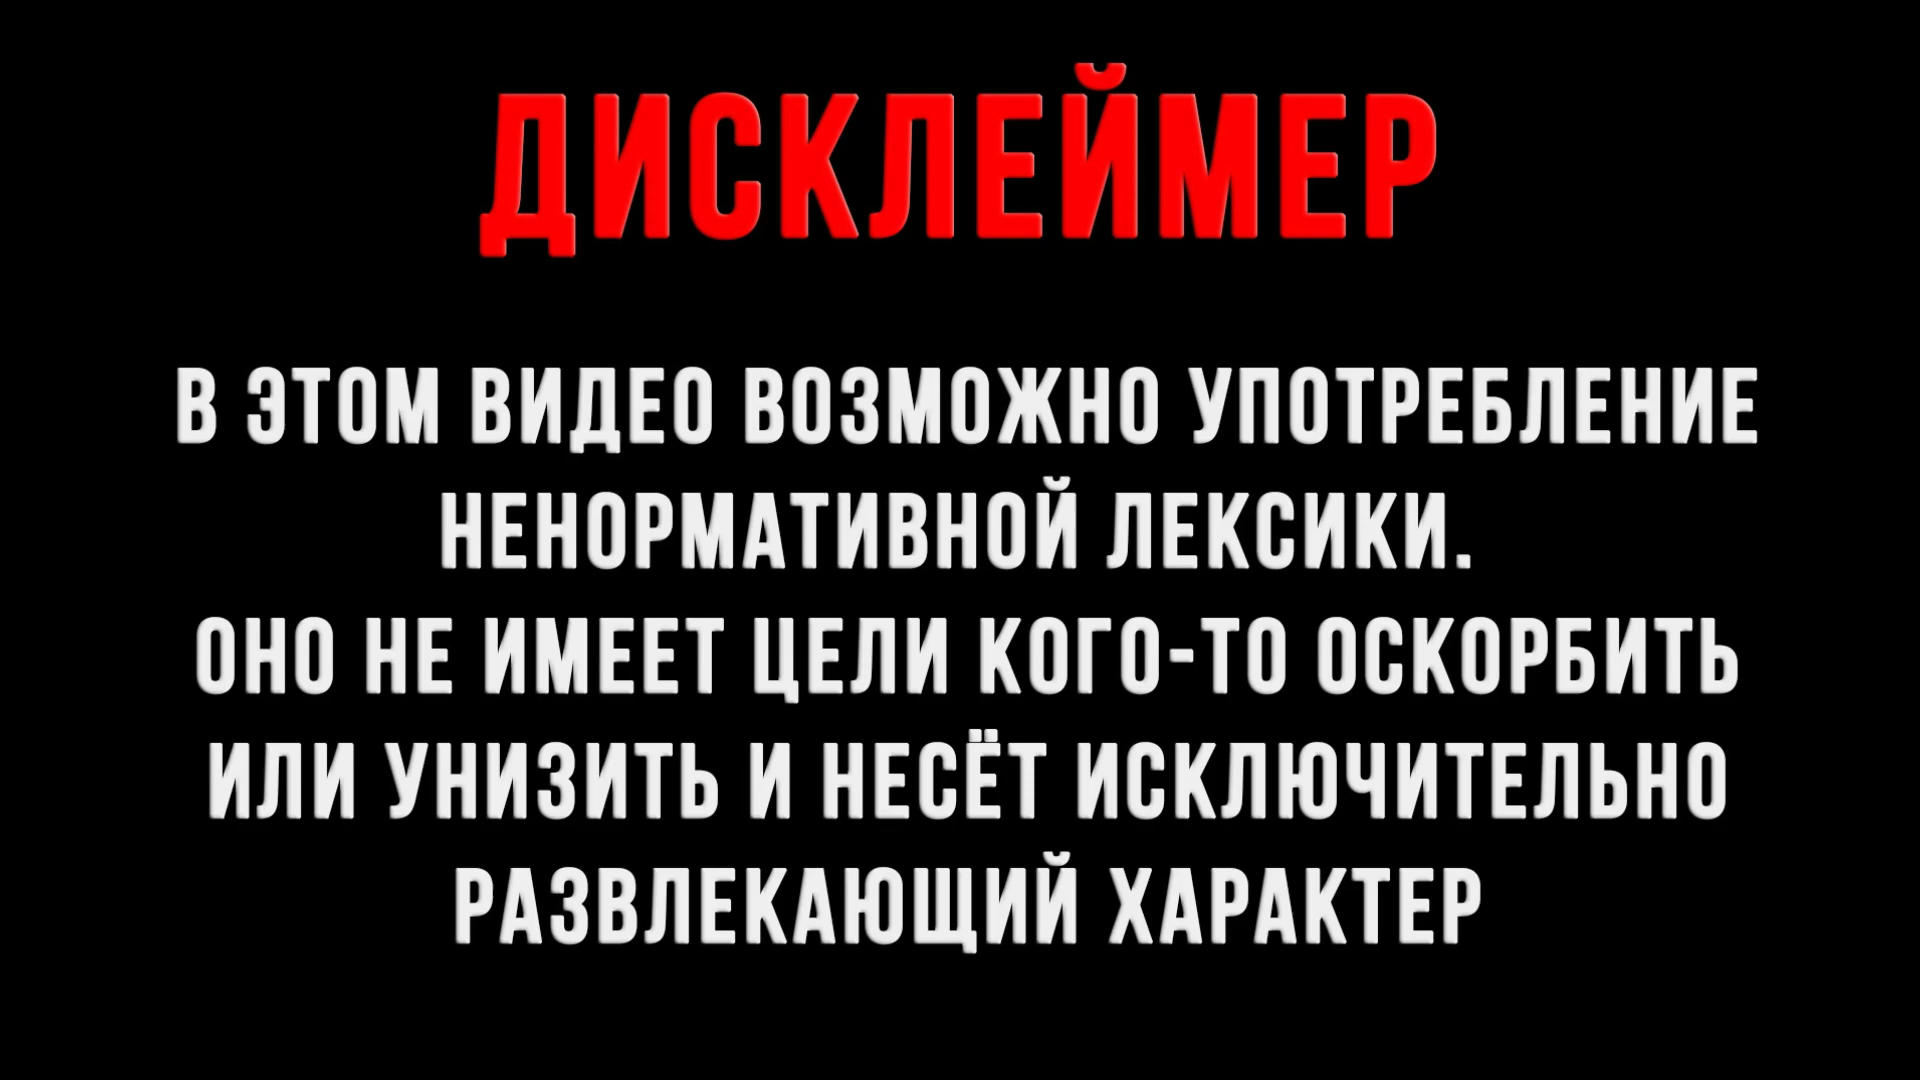 ДИСКЛЕЙМЕР
В ЭТОМ ВИДЕО ВОЗМОЖНО УПОТРЕБЛЕНИЕ
НЕНОРМАТИВНОЙ ЛЕКСИКИ.
ОНО НЕ ИМЕЕТ ЦЕЛИ КОГО-ТО ОСКОРБИТЬ
ИЛИ УНИЗИТЬ И НЕСЁТ ИСКЛЮЧИТЕЛЬНО
РАЗВЛЕКАЮЩИЙ ХАРАКТЕР